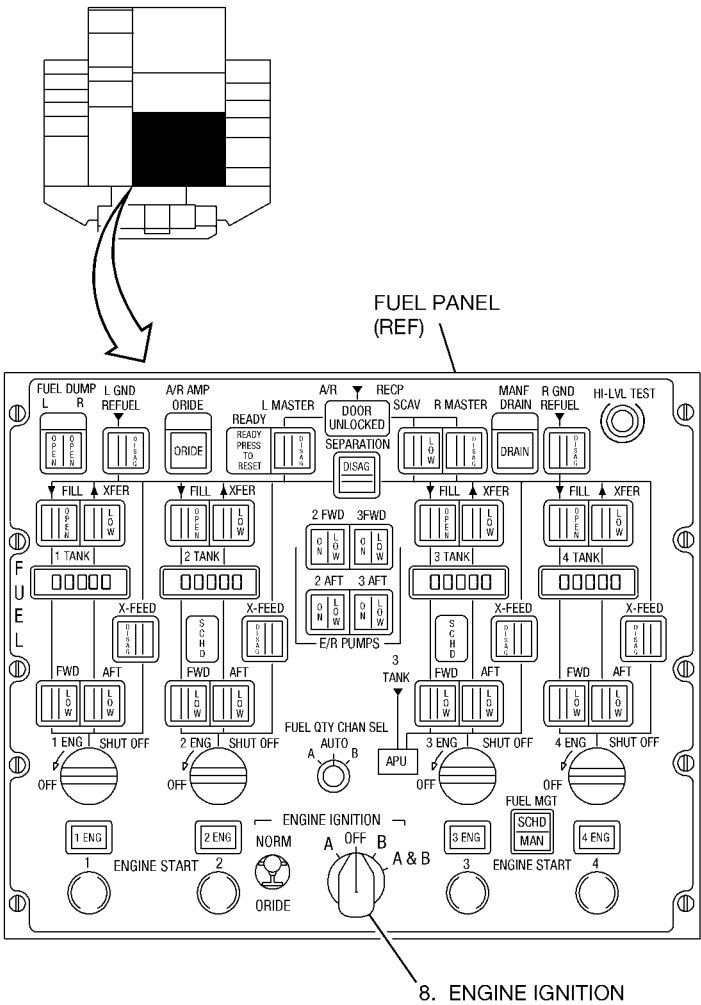 FUEL PANEL
(REF)
FUEL DUMP
L R
L GND
REFUEL
A/R AMP
ORIDE
L MASTER
A/R RECP
DOOR
UNLOCKED
SCAV
R MASTER
MANF
DRAIN
R GND
REFUEL
HI-LVL TEST
OPEN OPEN
DISAG
ORIDE
READY
READY
PRESS
TO
RESET
DISAG
SEPARATION
DISAG
LOW
DISAG
DRAIN
DISAG
FILL XFER
OPEN LOW
FILL XFER
OPEN LOW
FILL XFER
OPEN LOW
FILL XFER
OPEN LOW
2 FWD 3FWD
ON LOW ON LOW
FUEL
1 TANK
00000
2 TANK
00000
3 TANK
00000
4 TANK
00000
2 AFT 3 AFT
ON LOW ON LOW
E/R PUMPS
X-FEED
DISAG
SCHD
X-FEED
DISAG
SCHD
X-FEED
DISAG
X-FEED
DISAG
3
TANK
FWD AFT
LOW LOW
FWD AFT
LOW LOW
FWD AFT
LOW LOW
FWD AFT
LOW LOW
1 ENG SHUT OFF
OFF
2 ENG SHUT OFF
OFF
FUEL QTY CHAN SEL
AUTO
A B
APU
3 ENG SHUT OFF
OFF
4 ENG SHUT OFF
OFF
FUEL MGT
SCHD
MAN
1 ENG
2 ENG
3 ENG
4 ENG
1 ENGINE START 2
ENGINE IGNITION
NORM
ORIDE
A OFF B A & B
3 ENGINE START 4
8. ENGINE IGNITION